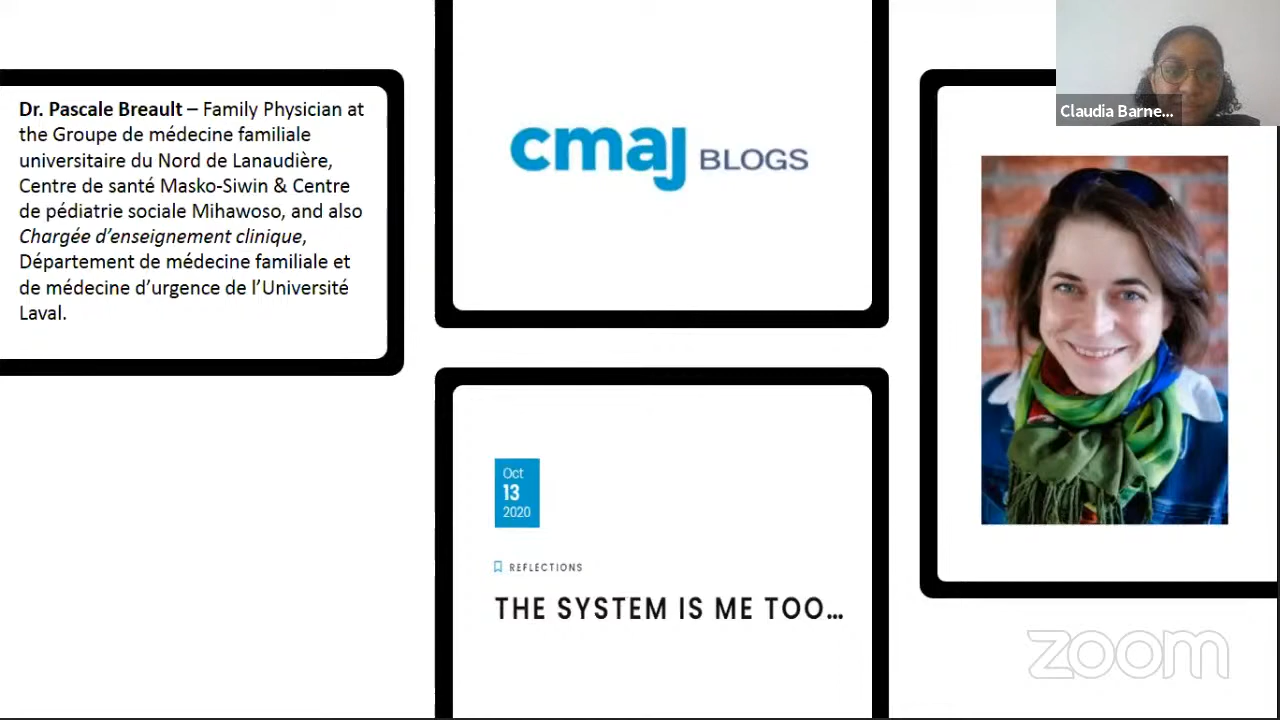 Dr. Pascale Breault – Family Physician at
the Groupe de médecine familiale
universitaire du Nord de Lanaudière,
Centre de santé Masko-Siwin & Centre
de pédiatrie sociale Mihawoso, and also
Chargée d’enseignement clinique,
Département de médecine familiale et
de médecine d’urgence de l’Université
Laval.
cmaj BLOGS
Oct
13
2020
REFLECTIONS
THE SYSTEM IS ME TOO…
Claudia Barne...
zoom